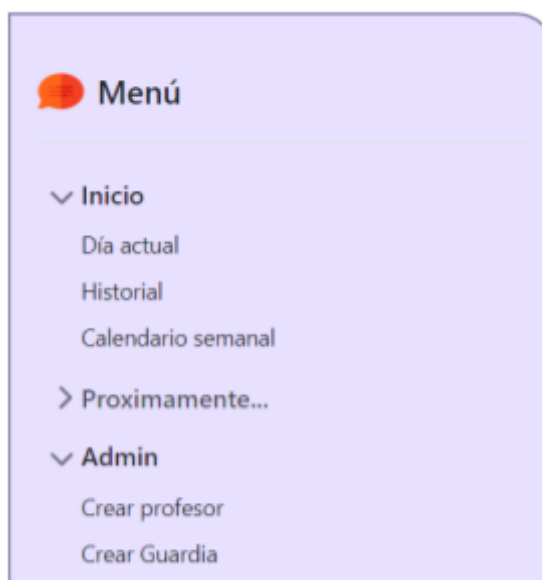 Menú
Inicio
Día actual
Historial
Calendario semanal
Proximamente...
Admin
Crear profesor
Crear Guardia